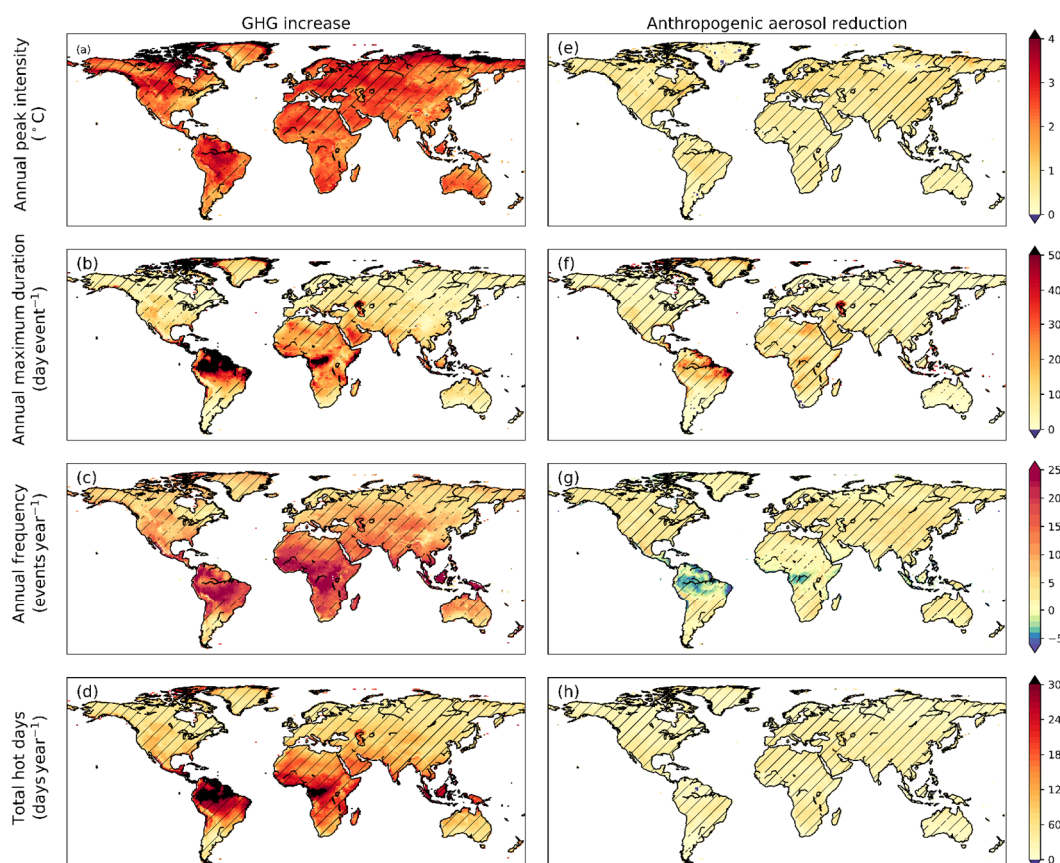 GHG increase
Anthropogenic aerosol reduction
Annual peak intensity
(°C)
(a)
(e)
4
3
2
1
0
Annual maximum duration
(day event⁻¹)
(b)
(f)
50
40
30
20
10
0
Annual frequency
(events year⁻¹)
(c)
(g)
25
20
15
10
5
0
−5
Total hot days
(days year⁻¹)
(d)
(h)
30
24
18
12
60
0